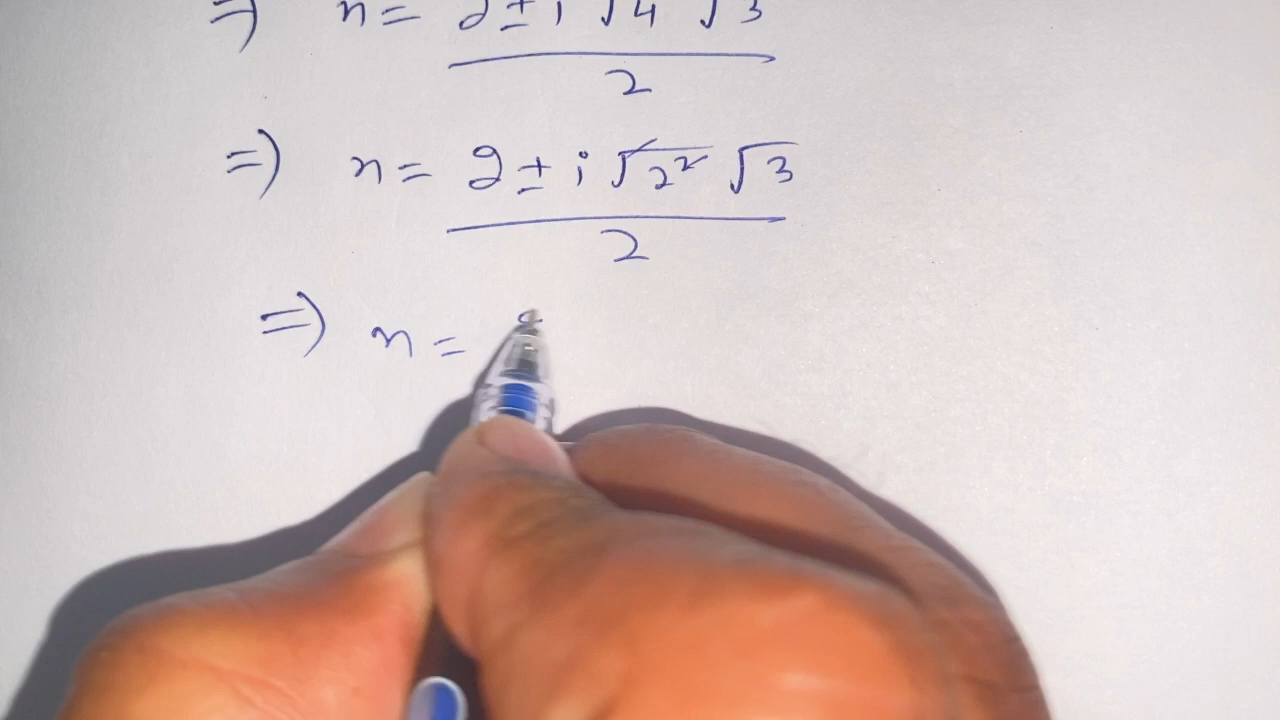 ⇒ n = 2 ± i √4 √3 / 2
⇒ n = 2 ± i √2² √3 / 2
⇒ n =